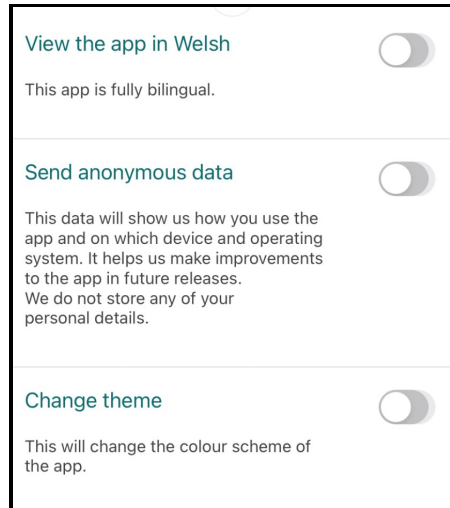 View the app in Welsh
This app is fully bilingual.
Send anonymous data
This data will show us how you use the
app and on which device and operating
system. It helps us make improvements
to the app in future releases.
We do not store any of your
personal details.
Change theme
This will change the colour scheme of
the app.